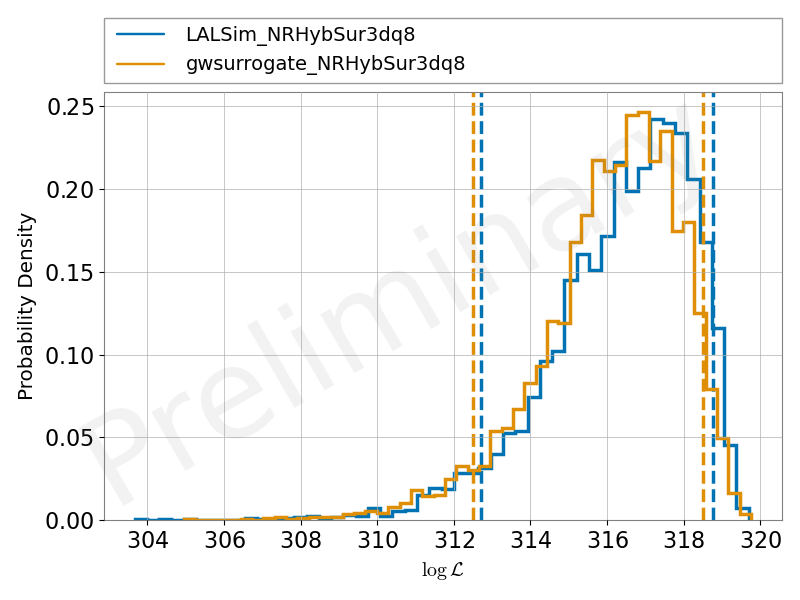 LALSim_NRHybSur3dq8
gwsurrogate_NRHybSur3dq8
Preliminary
Probability Density
0.25
0.20
0.15
0.10
0.05
0.00
304 306 308 310 312 314 316 318 320
log ℒ